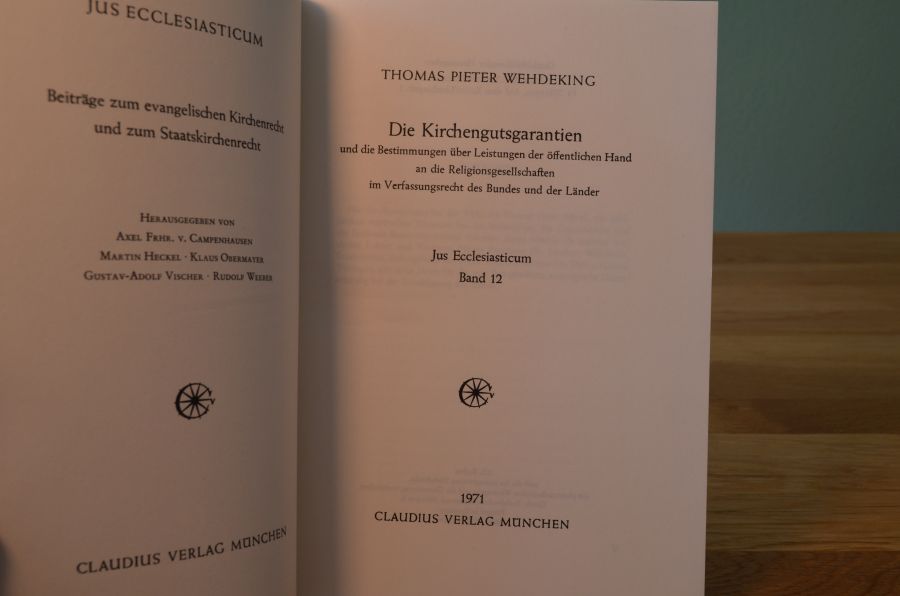 JUS ECCLESIASTICUM
Beiträge zum evangelischen Kirchenrecht
und zum Staatskirchenrecht
HERAUSGEGEBEN VON
AXEL FRHR. V. CAMPENHAUSEN
MARTIN HECKEL · KLAUS OBERMAYER
GUSTAV-ADOLF VISCHER · RUDOLF WEEBER
CLAUDIUS VERLAG MÜNCHEN
THOMAS PIETER WEHDEKING
Die Kirchengutsgarantien
und die Bestimmungen über Leistungen der öffentlichen Hand
an die Religionsgesellschaften
im Verfassungsrecht des Bundes und der Länder
Jus Ecclesiasticum
Band 12
1971
CLAUDIUS VERLAG MÜNCHEN